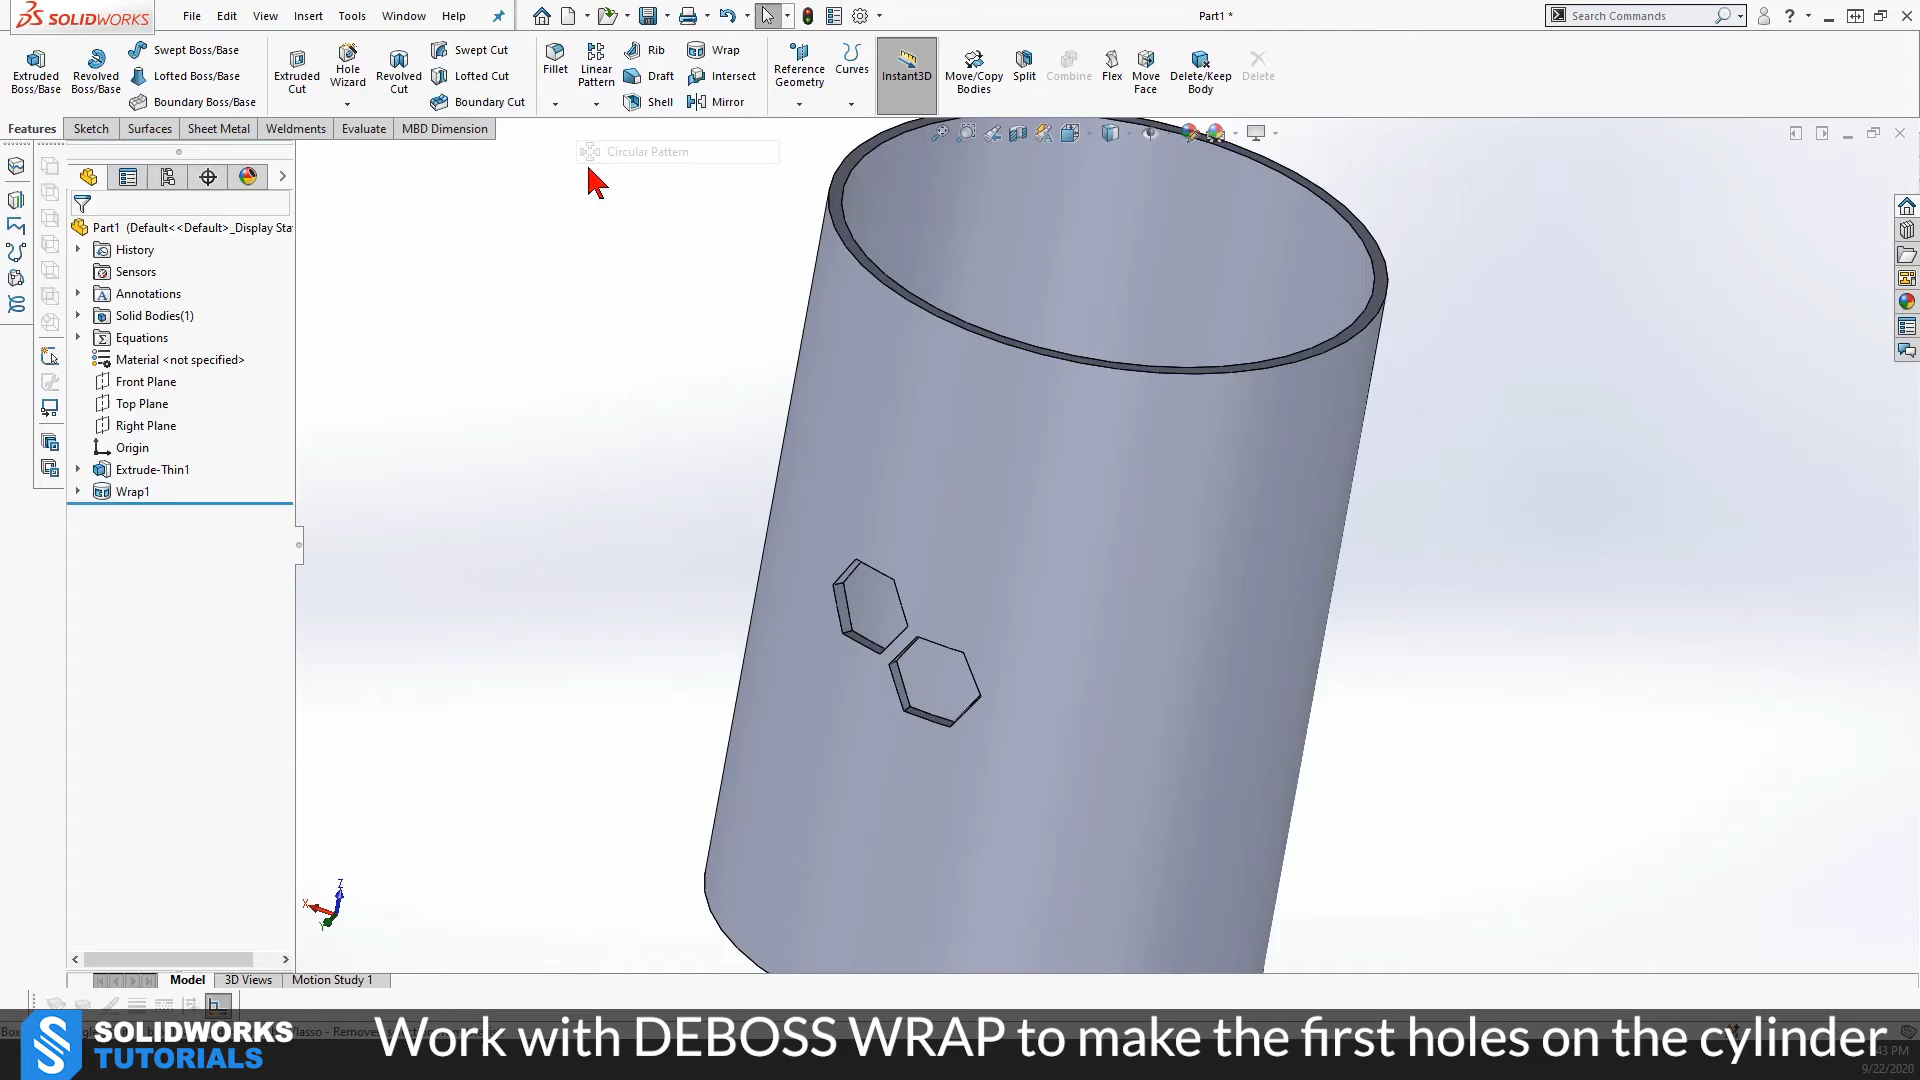 SOLIDWORKS
File Edit View Insert Tools Window Help
Part1 *
Search Commands
Extruded Boss/Base
Revolved Boss/Base
Swept Boss/Base
Lofted Boss/Base
Boundary Boss/Base
Extruded Cut
Hole Wizard
Revolved Cut
Swept Cut
Lofted Cut
Boundary Cut
Fillet
Linear Pattern
Rib
Draft
Shell
Wrap
Intersect
Mirror
Reference Geometry
Curves
Instant3D
Move/Copy Bodies
Split
Combine
Flex
Move Face
Delete/Keep Body
Delete
Features Sketch Surfaces Sheet Metal Weldments Evaluate MBD Dimension
Circular Pattern
Part1 (Default<<Default>_Display Sta
History
Sensors
Annotations
Solid Bodies(1)
Equations
Material <not specified>
Front Plane
Top Plane
Right Plane
Origin
Extrude-Thin1
Wrap1
Z
X
Y
Model 3D Views Motion Study 1
SOLIDWORKS
TUTORIALS
Work with DEBOSS WRAP to make the first holes on the cylinder
9/22/2020